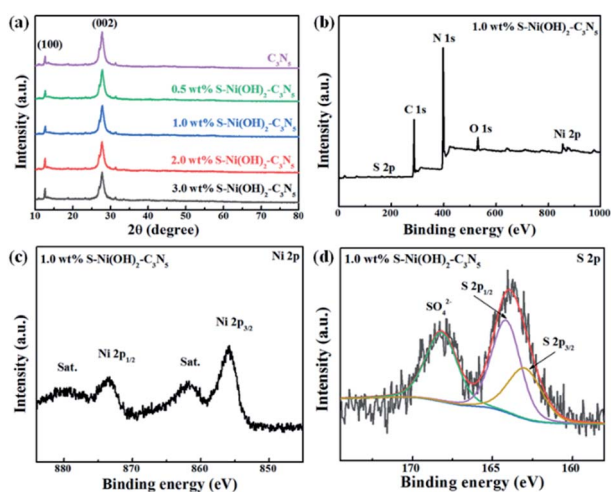 (a)
(002)
(100)
C₃N₅
0.5 wt% S-Ni(OH)₂-C₃N₅
1.0 wt% S-Ni(OH)₂-C₃N₅
2.0 wt% S-Ni(OH)₂-C₃N₅
3.0 wt% S-Ni(OH)₂-C₃N₅
10 20 30 40 50 60 70 80
2θ (degree)
Intensity (a.u.)
(b)
1.0 wt% S-Ni(OH)₂-C₃N₅
N 1s
C 1s
O 1s
Ni 2p
S 2p
0 200 400 600 800 1000
Binding energy (eV)
Intensity (a.u.)
(c)
1.0 wt% S-Ni(OH)₂-C₃N₅ Ni 2p
Ni 2p₃/₂
Ni 2p₁/₂
Sat.
Sat.
880 870 860 850
Binding energy (eV)
Intensity (a.u.)
(d)
1.0 wt% S-Ni(OH)₂-C₃N₅ S 2p
S 2p₁/₂
SO₄²⁻
S 2p₃/₂
170 165 160
Binding energy (eV)
Intensity (a.u.)